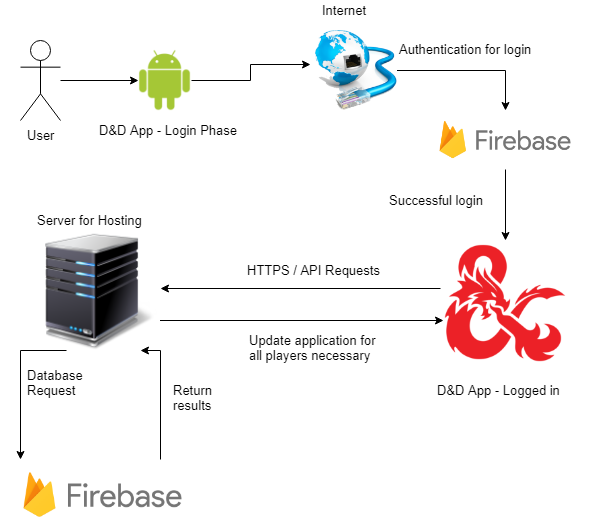 Internet
Authentication for login
User
D&D App - Login Phase
Firebase
Successful login
Server for Hosting
HTTPS / API Requests
Update application for
all players necessary
D&D App - Logged in
Database
Request
Return
results
Firebase